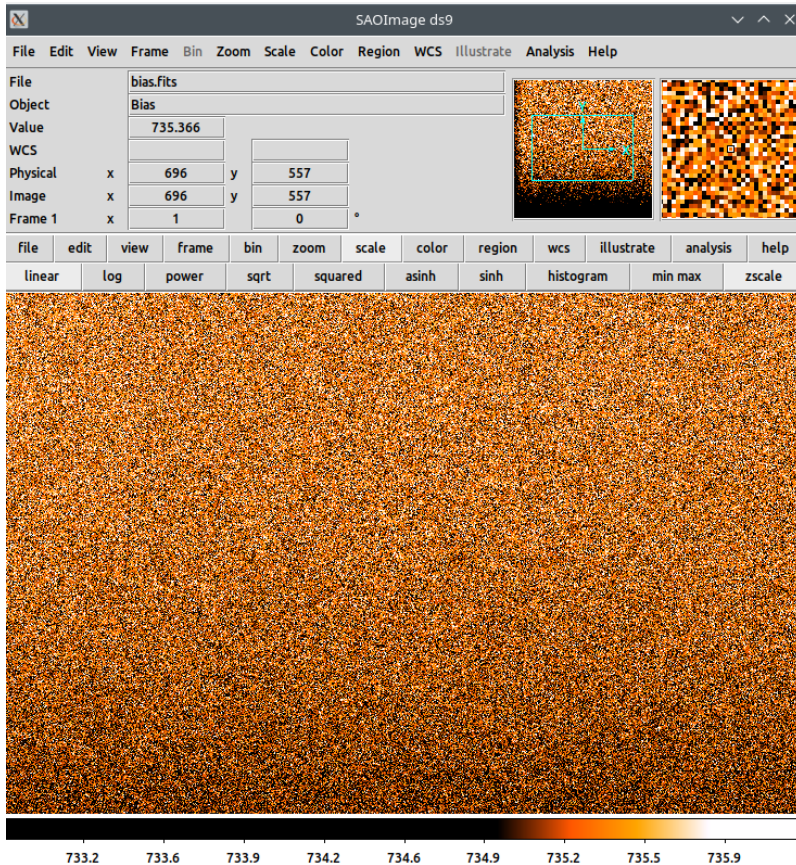 SAOImage ds9
File Edit View Frame Bin Zoom Scale Color Region WCS Illustrate Analysis Help
File bias.fits
Object Bias
Value 735.366
WCS
Physical x 696 y 557
Image x 696 y 557
Frame 1 x 1 0 °
file edit view frame bin zoom scale color region wcs illustrate analysis help
linear log power sqrt squared asinh sinh histogram min max zscale
733.2 733.6 733.9 734.2 734.6 734.9 735.2 735.5 735.9